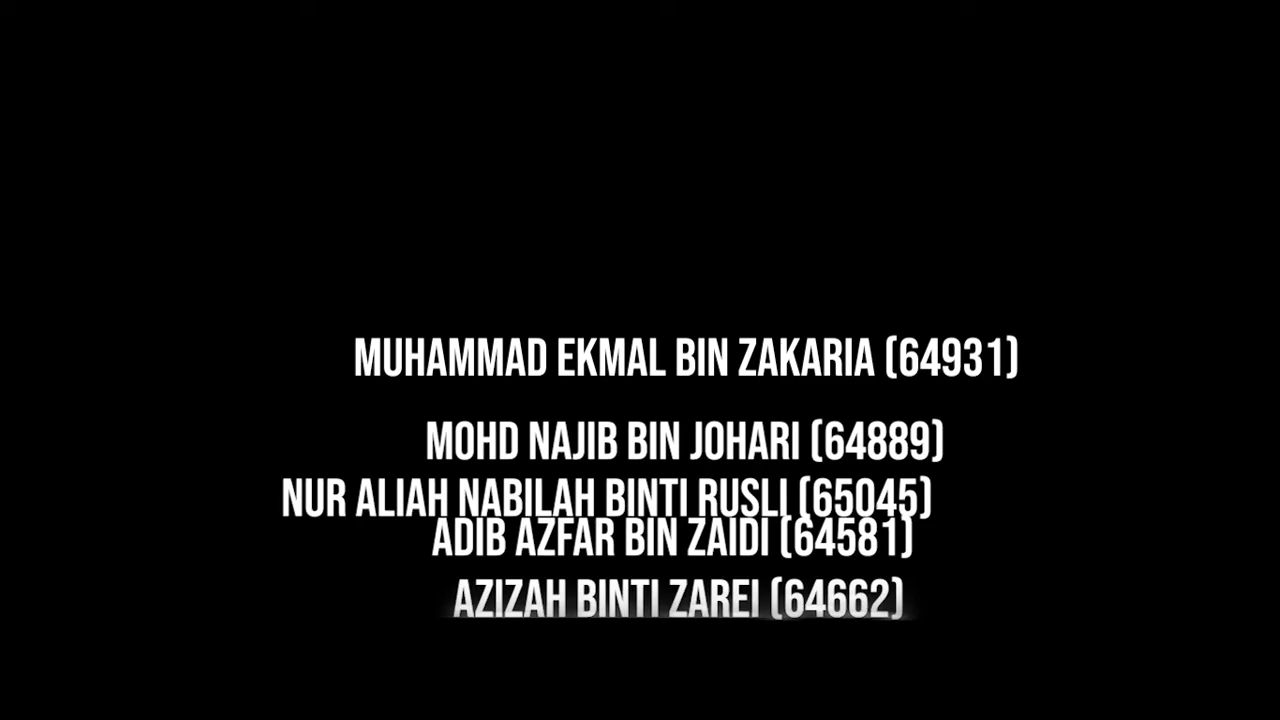 MUHAMMAD EKMAL BIN ZAKARIA (64931)
MOHD NAJIB BIN JOHARI (64889)
NUR ALIAH NABILAH BINTI RUSLI (65045)
ADIB AZFAR BIN ZAIDI (64581)
AZIZAH BINTI ZAREI (64662)